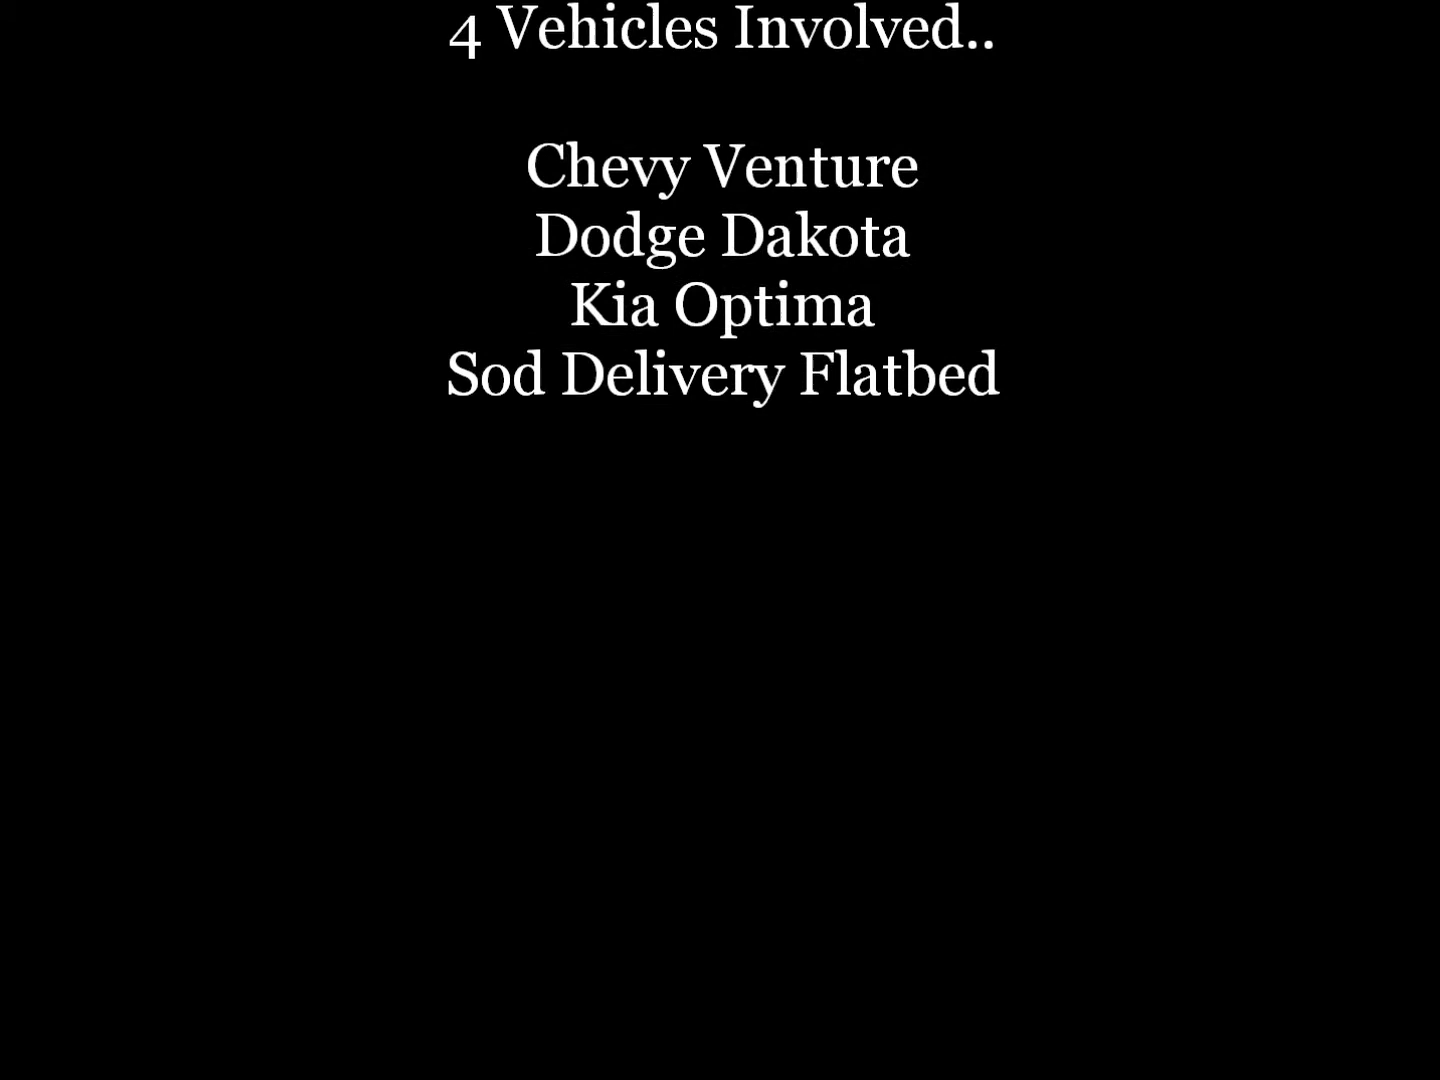 4 Vehicles Involved..
Chevy Venture
Dodge Dakota
Kia Optima
Sod Delivery Flatbed